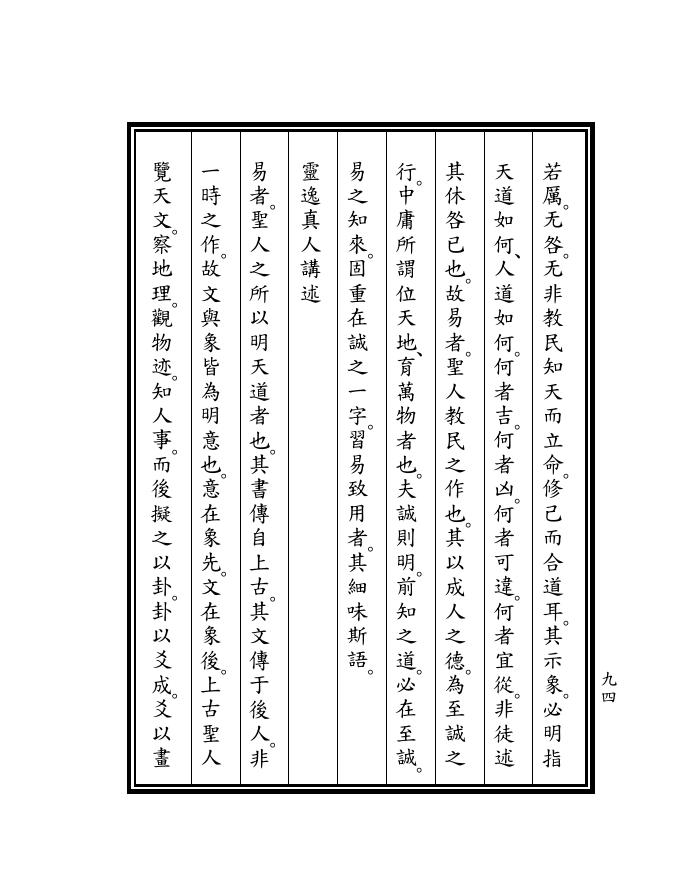 若厲。无咎。无非教民知天而立命。修己而合道耳。其示象。必明指
天道如何、人道如何。何者吉。何者凶。何者可違。何者宜從。非徒述
其休咎已也。故易者。聖人教民之作也。其以成人之德。為至誠之
行。中庸所謂位天地、育萬物者也。夫誠則明。前知之道。必在至誠。
易之知來。固重在誠之一字。習易致用者。其細味斯語。
靈逸真人講述
易者。聖人之所以明天道者也。其書傳自上古。其文傳于後人。非
一時之作。故文與象皆為明意也。意在象先。文在象後。上古聖人
覽天文。察地理。觀物迹。知人事。而後擬之以卦。卦以爻成。爻以畫
九四